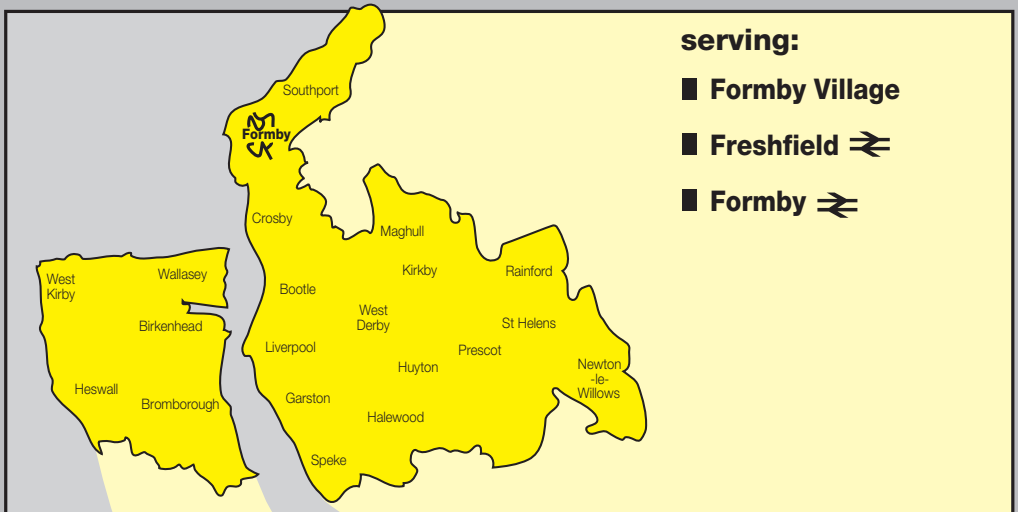 serving:
Formby Village
Freshfield
Formby
Southport
Formby
Crosby
Maghull
Kirkby
Rainford
West
Kirby
Wallasey
Bootle
West
Derby
Birkenhead
St Helens
Liverpool
Prescot
Huyton
Newton
-le-
Willows
Heswall
Bromborough
Garston
Halewood
Speke